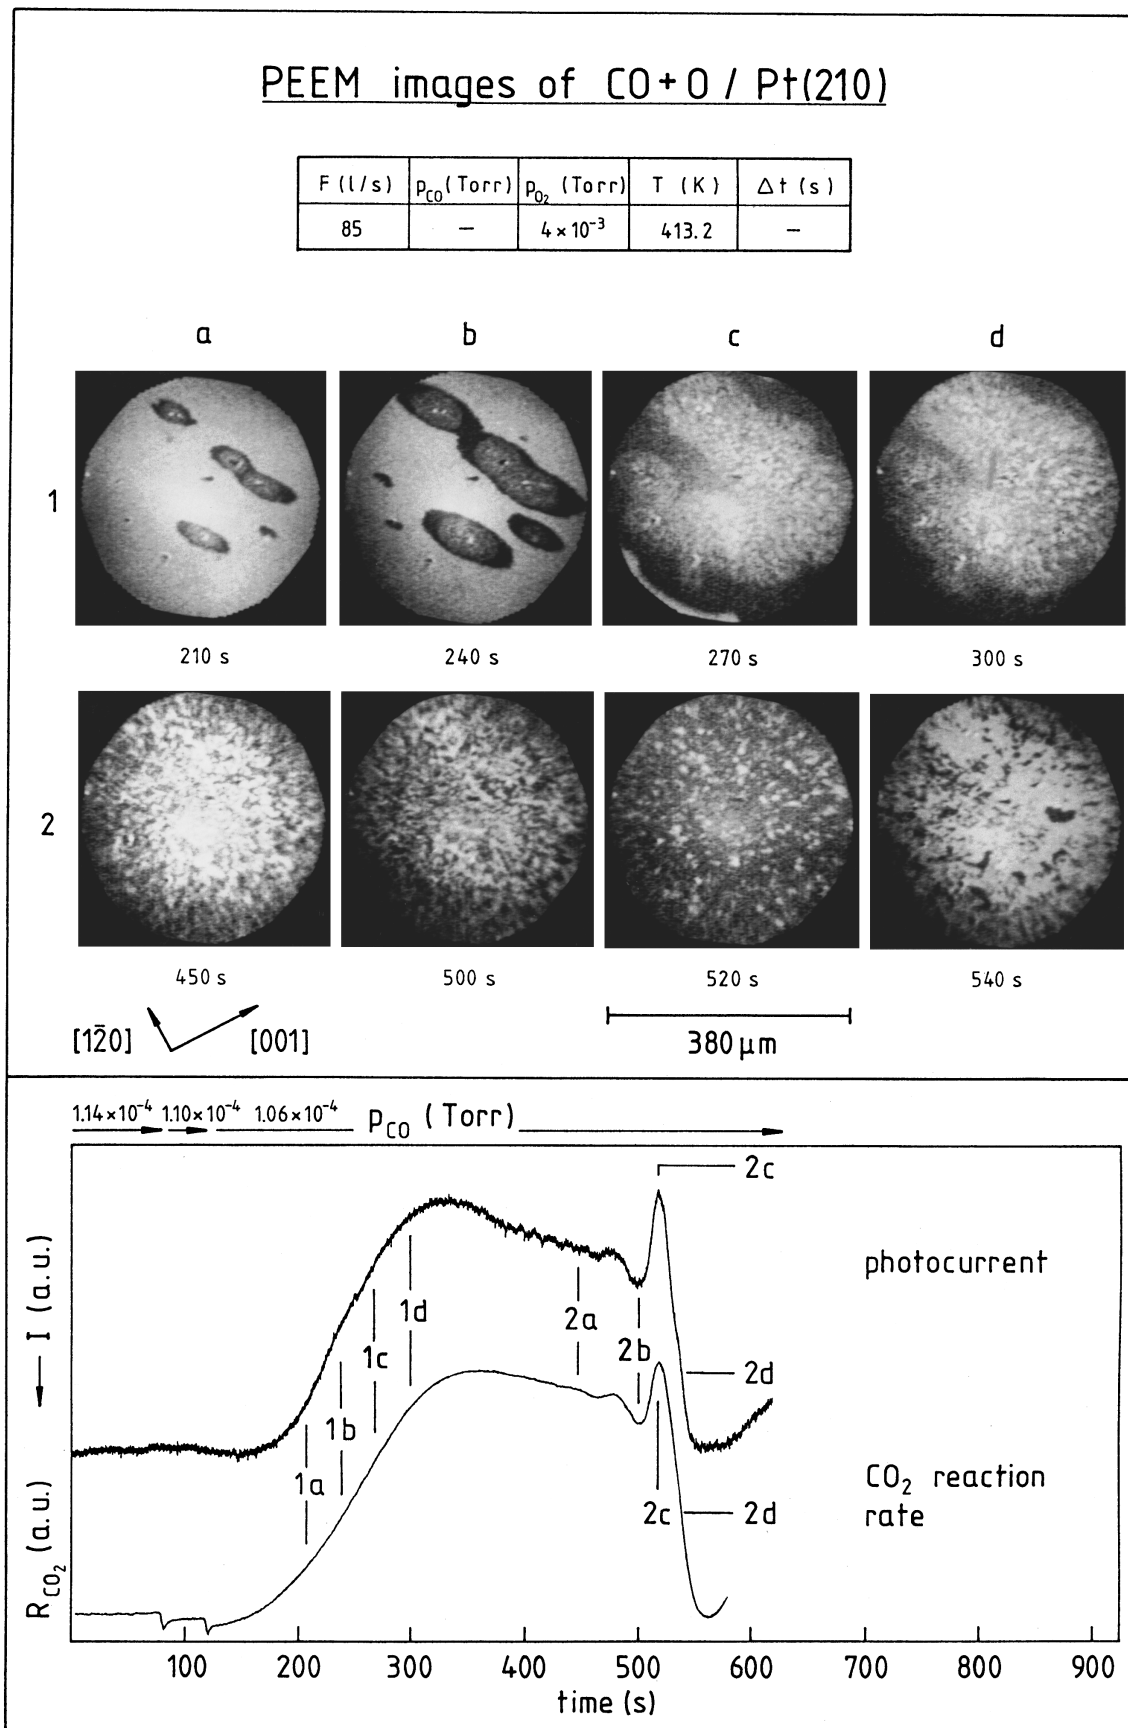 PEEM images of CO+O / Pt(210)
F (l/s) p_CO (Torr) p_O₂ (Torr) T (K) Δt (s)
85 — 4×10⁻³ 413.2 —
a b c d
1
210 s 240 s 270 s 300 s
2
450 s 500 s 520 s 540 s
[12̄0] [001] 380 μm
1.14×10⁻⁴ 1.10×10⁻⁴ 1.06×10⁻⁴ p_CO (Torr)
2c
photocurrent
I (a.u.)
1d 2a
1c 2b
2d
1b
1a
CO₂ reaction
rate
2c 2d
R_CO₂ (a.u.)
100 200 300 400 500 600 700 800 900
time (s)